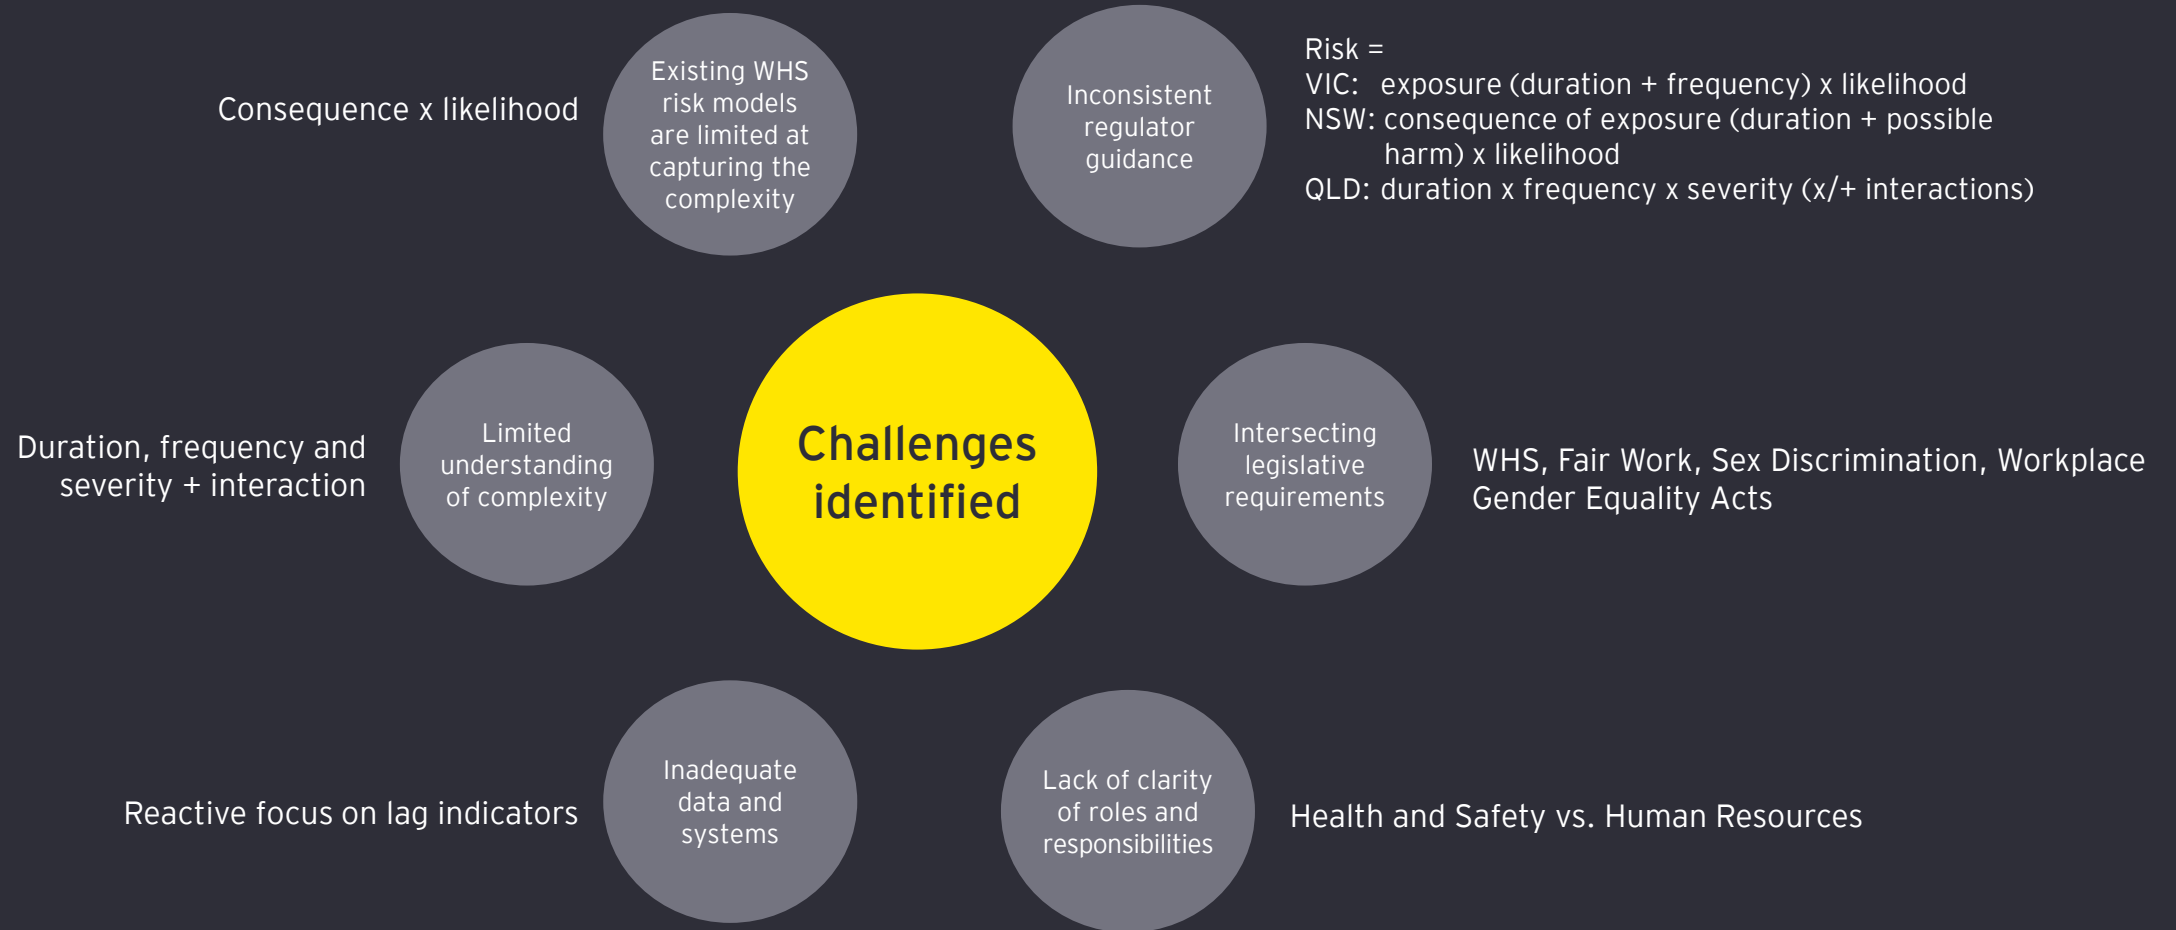 Consequence x likelihood
Existing WHS
risk models
are limited at
capturing the
complexity
Inconsistent
regulator
guidance
Risk =
VIC: exposure (duration + frequency) x likelihood
NSW: consequence of exposure (duration + possible
harm) x likelihood
QLD: duration x frequency x severity (x/+ interactions)
Duration, frequency and
severity + interaction
Limited
understanding
of complexity
Challenges
identified
Intersecting
legislative
requirements
WHS, Fair Work, Sex Discrimination, Workplace
Gender Equality Acts
Reactive focus on lag indicators
Inadequate
data and
systems
Lack of clarity
of roles and
responsibilities
Health and Safety vs. Human Resources